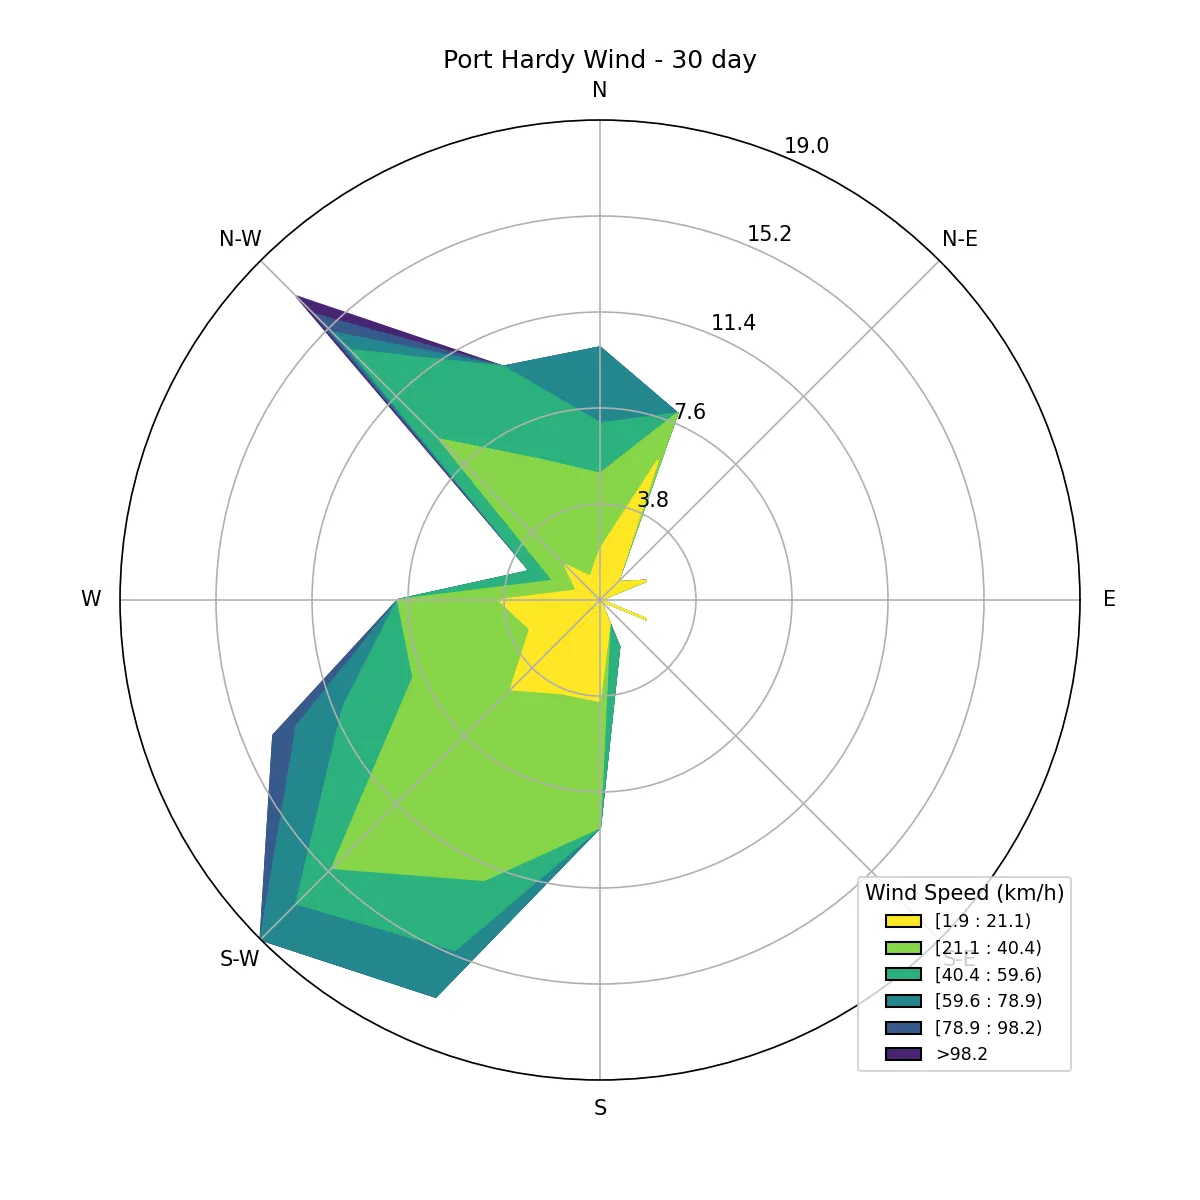 Port Hardy Wind - 30 day
N
19.0
N-W
15.2
N-E
11.4
7.6
3.8
W
E
S-W
S-E
S
Wind Speed (km/h)
[1.9 : 21.1)
[21.1 : 40.4)
[40.4 : 59.6)
[59.6 : 78.9)
[78.9 : 98.2)
>98.2